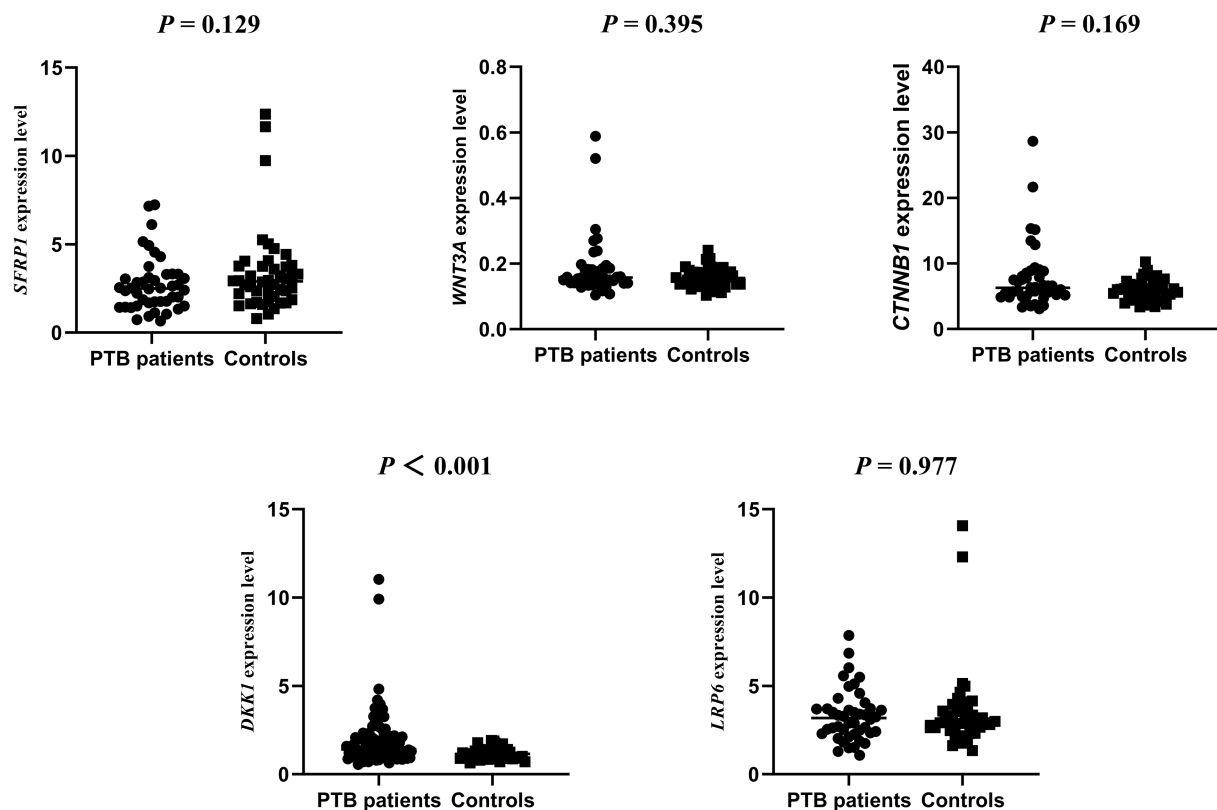 P = 0.129
P = 0.395
P = 0.169
SFRP1 expression level
15
10
5
0
PTB patients Controls
WNT3A expression level
0.8
0.6
0.4
0.2
0.0
PTB patients Controls
CTNNB1 expression level
40
30
20
10
0
PTB patients Controls
P < 0.001
P = 0.977
DKK1 expression level
15
10
5
0
PTB patients Controls
LRP6 expression level
15
10
5
0
PTB patients Controls